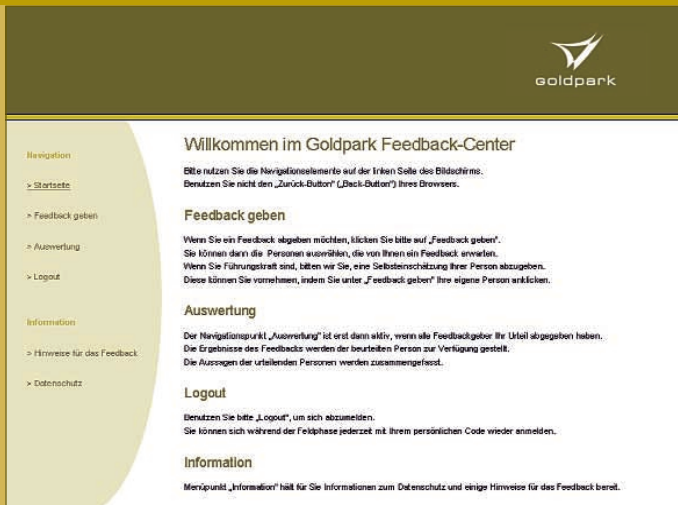 Goldpark
Navigation
> Startseite
> Feedback geben
> Auswertung
> Logout
Information
> Hinweise für das Feedback
> Datenschutz
Willkommen im Goldpark Feedback-Center
Bitte nutzen Sie die Navigationselemente auf der linken Seite des Bildschirms.
Benutzen Sie nicht den „Zurück-Button“ („Back-Button“) Ihres Browsers.
Feedback geben
Wenn Sie ein Feedback abgeben möchten, klicken Sie bitte auf „Feedback geben“.
Sie können dann die Personen auswählen, die von Ihnen ein Feedback erwarten.
Wenn Sie Führungskraft sind, bitten wir Sie, eine Selbsteinschätzung Ihrer Person abzugeben.
Diese können Sie vornehmen, indem Sie unter „Feedback geben“ Ihre eigene Person anklicken.
Auswertung
Der Navigationspunkt „Auswertung“ ist erst dann aktiv, wenn alle Feedbackgeber Ihr Urteil abgegeben haben.
Die Ergebnisse des Feedbacks werden der beurteilten Person zur Verfügung gestellt.
Die Aussagen der urteilenden Personen werden zusammengefasst.
Logout
Benutzen Sie bitte „Logout“, um sich abzumelden.
Sie können sich während der Feldphase jederzeit mit Ihrem persönlichen Code wieder anmelden.
Information
Menüpunkt „Information“ hält für Sie Informationen zum Datenschutz und einige Hinweise für das Feedback bereit.